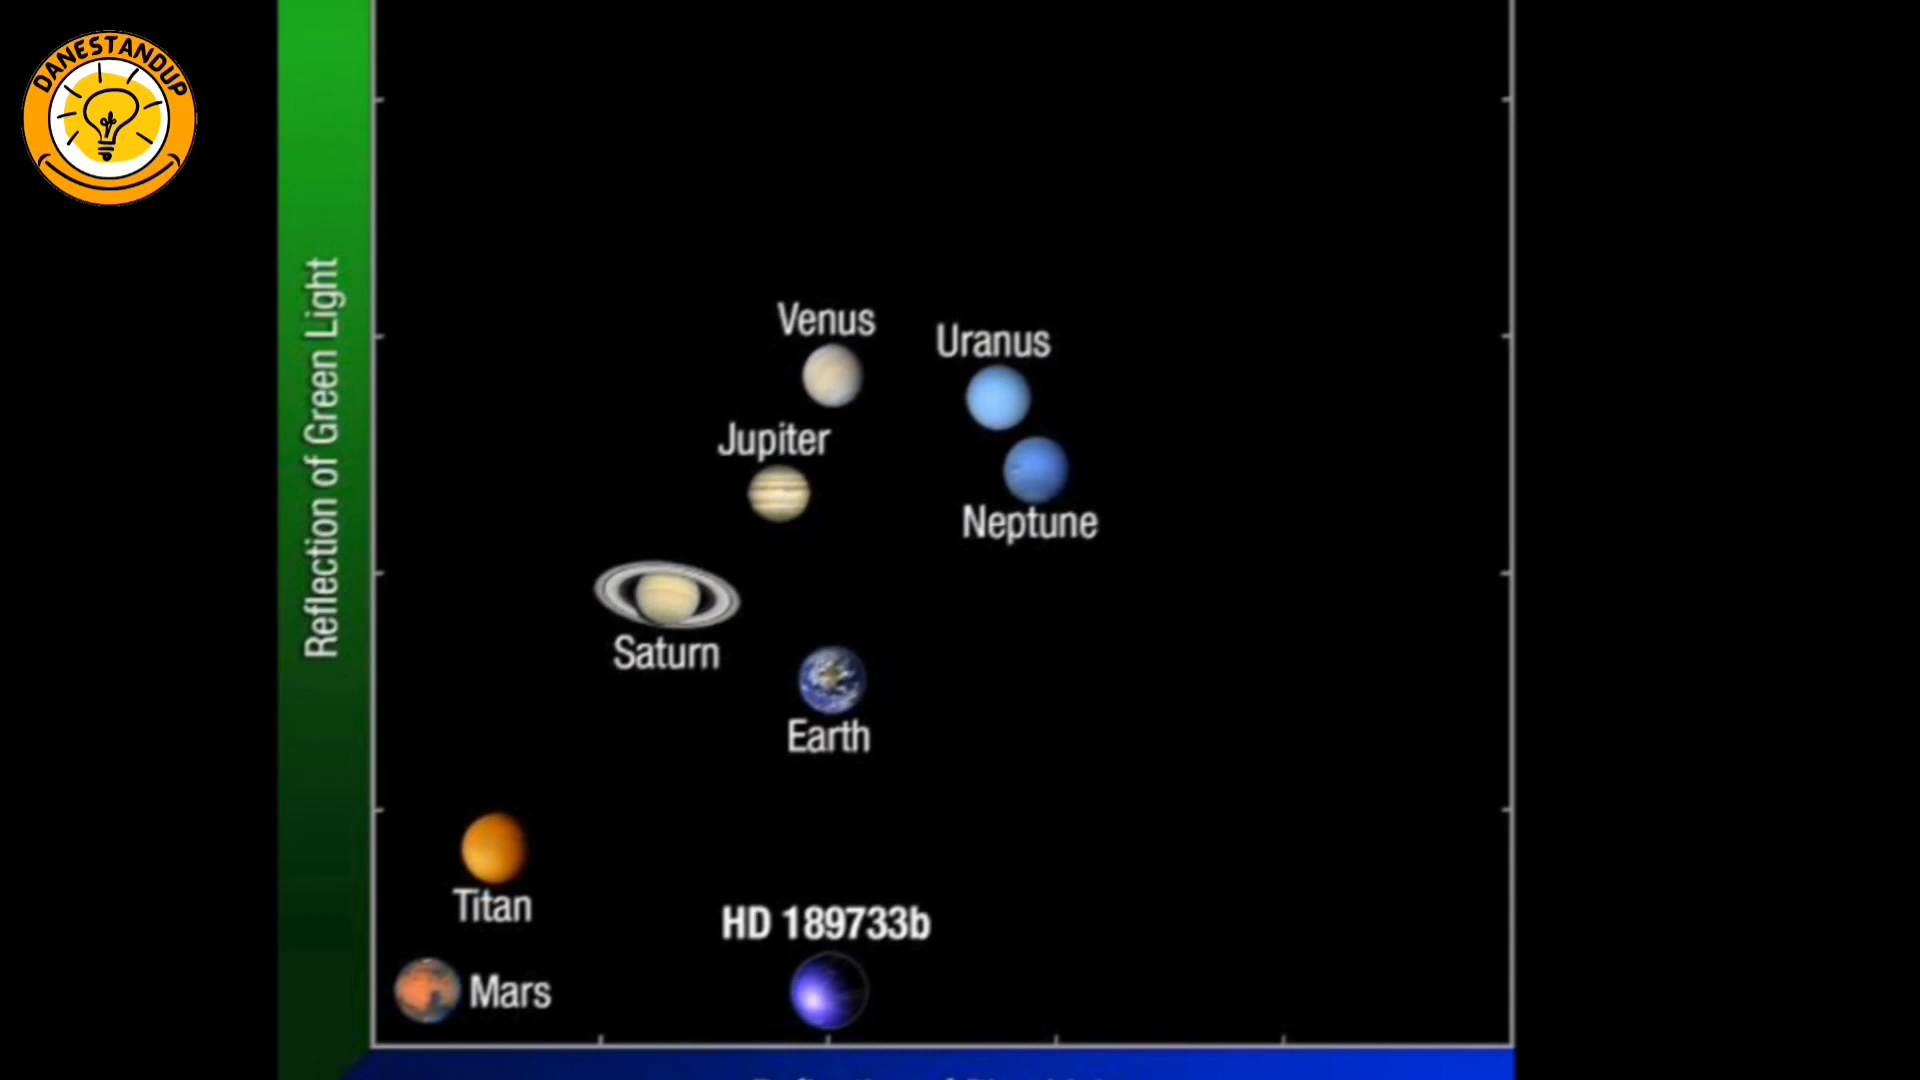 DANESTANDUP
Reflection of Green Light
Venus
Uranus
Jupiter
Neptune
Saturn
Earth
Titan
HD 189733b
Mars